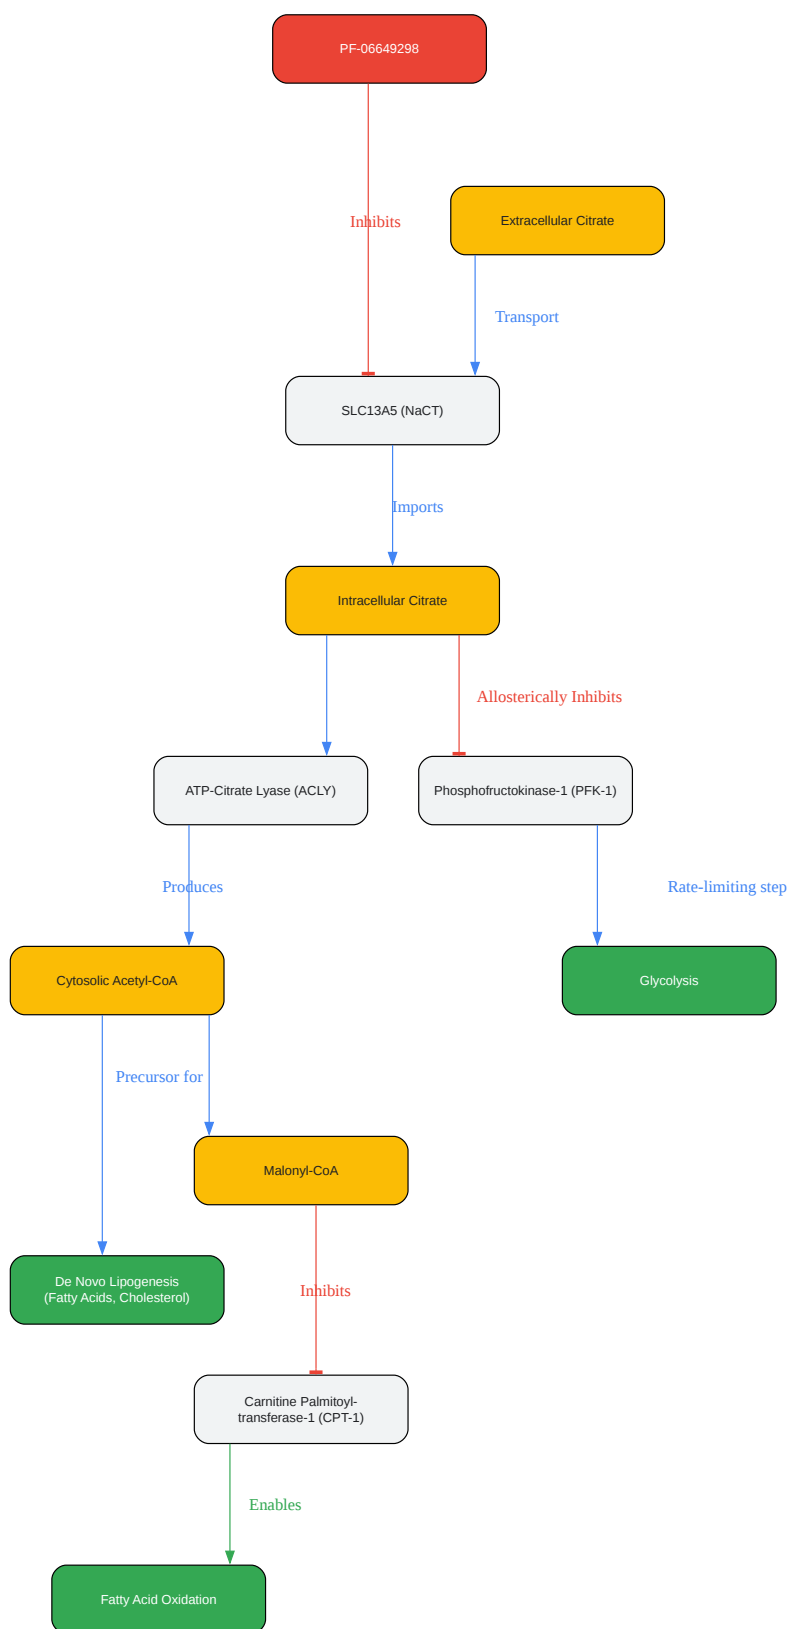 PF-06649298
Inhibits
Extracellular Citrate
Transport
SLC13A5 (NaCT)
Imports
Intracellular Citrate
Allosterically Inhibits
ATP-Citrate Lyase (ACLY)
Phosphofructokinase-1 (PFK-1)
Produces
Rate-limiting step
Cytosolic Acetyl-CoA
Glycolysis
Precursor for
Malonyl-CoA
De Novo Lipogenesis
(Fatty Acids, Cholesterol)
Inhibits
Carnitine Palmitoyl-
transferase-1 (CPT-1)
Enables
Fatty Acid Oxidation